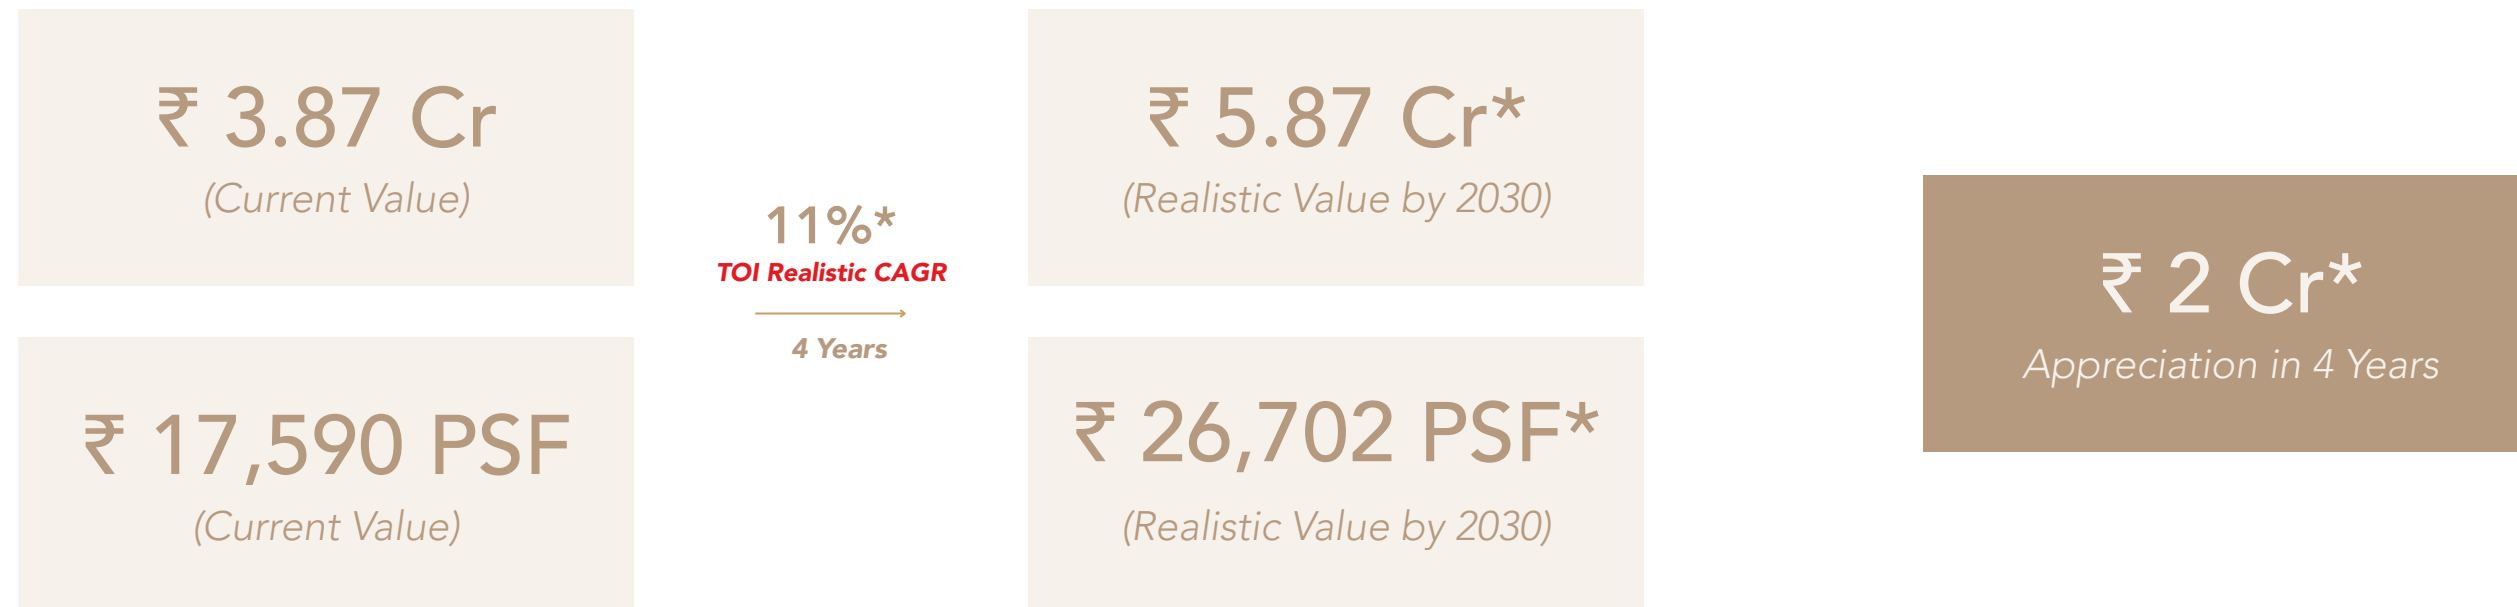 ₹ 3.87 Cr
(Current Value)
₹ 17,590 PSF
(Current Value)
11%*
TOI Realistic CAGR
4 Years
₹ 5.87 Cr*
(Realistic Value by 2030)
₹ 26,702 PSF*
(Realistic Value by 2030)
₹ 2 Cr*
Appreciation in 4 Years